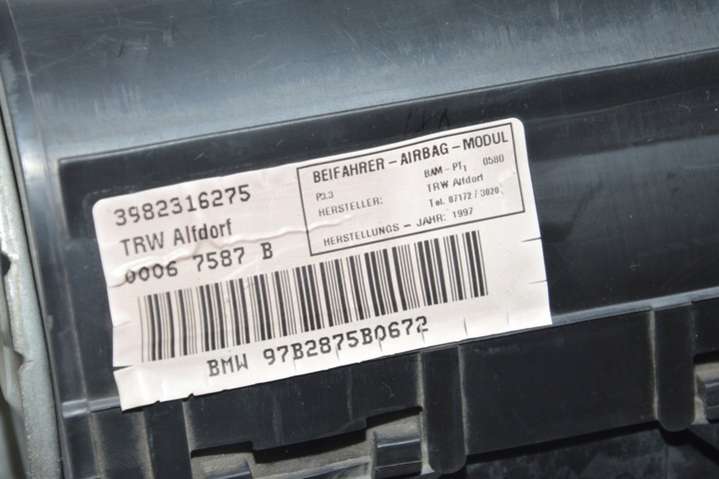 3982316275
TRW Alfdorf
0006 7587 B
BEIFAHRER-AIRBAG-MODUL
P3.3 BAM-PT1 0580
HERSTELLER: TRW Alfdorf
Tel. 07172 / 3020
HERSTELLUNGS-JAHR: 1997
BMW 97B2875B0672